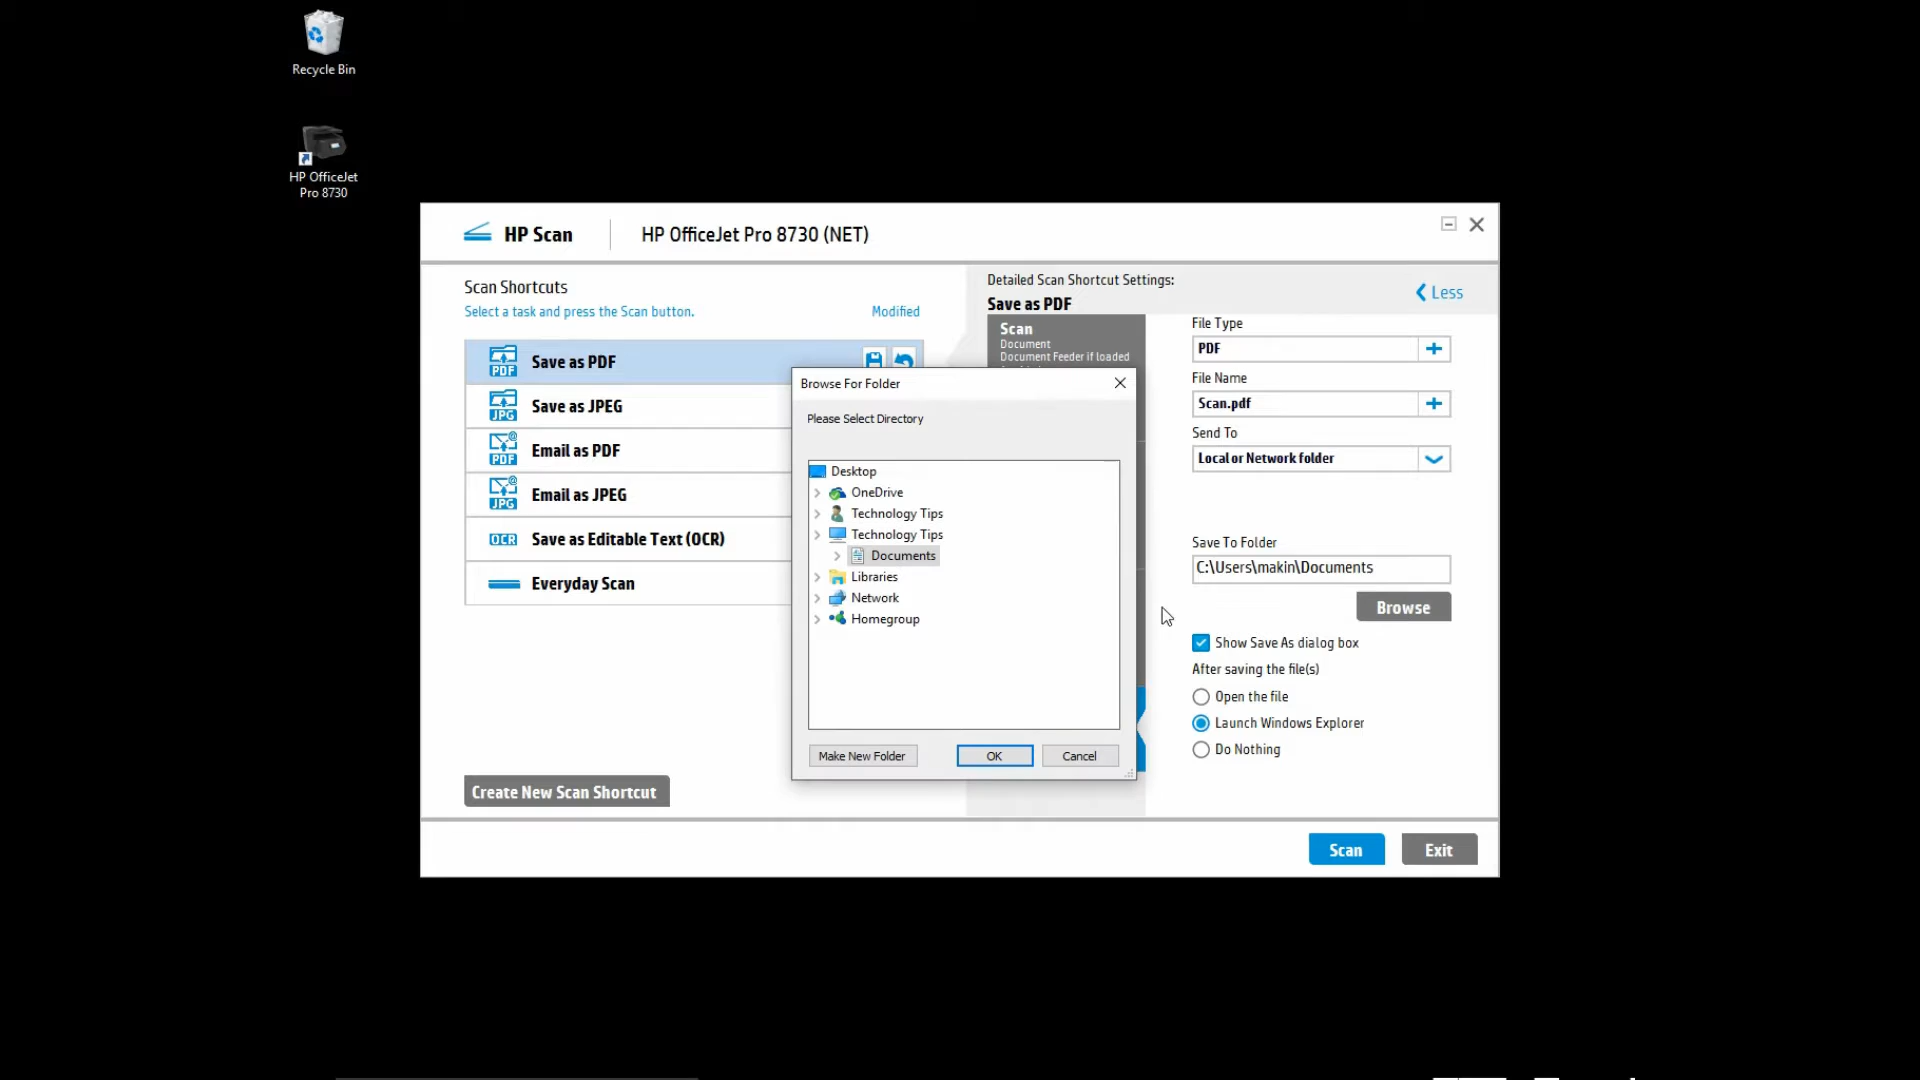 Recycle Bin
HP OfficeJet
Pro 8730
HP Scan
HP OfficeJet Pro 8730 (NET)
Scan Shortcuts
Select a task and press the Scan button.
Modified
PDF
Save as PDF
JPG
Save as JPEG
PDF
Email as PDF
JPG
Email as JPEG
OCR
Save as Editable Text (OCR)
Everyday Scan
Create New Scan Shortcut
Detailed Scan Shortcut Settings:
Save as PDF
Less
Scan
Document
Document Feeder if loaded
Browse For Folder
Please Select Directory
Desktop
OneDrive
Technology Tips
Technology Tips
Documents
Libraries
Network
Homegroup
Make New Folder
OK
Cancel
File Type
PDF
File Name
Scan.pdf
Send To
Local or Network folder
Save To Folder
C:\Users\makin\Documents
Browse
Show Save As dialog box
After saving the file(s)
Open the file
Launch Windows Explorer
Do Nothing
Scan
Exit